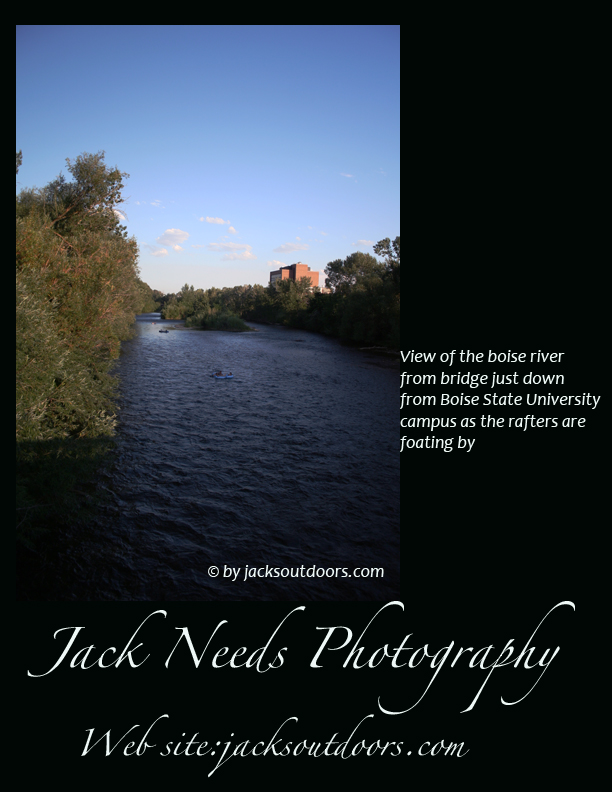 View of the boise river
from bridge just down
from Boise State University
campus as the rafters are
foating by
© by jacksoutdoors.com
Jack Needs Photography
Web site:jacksoutdoors.com